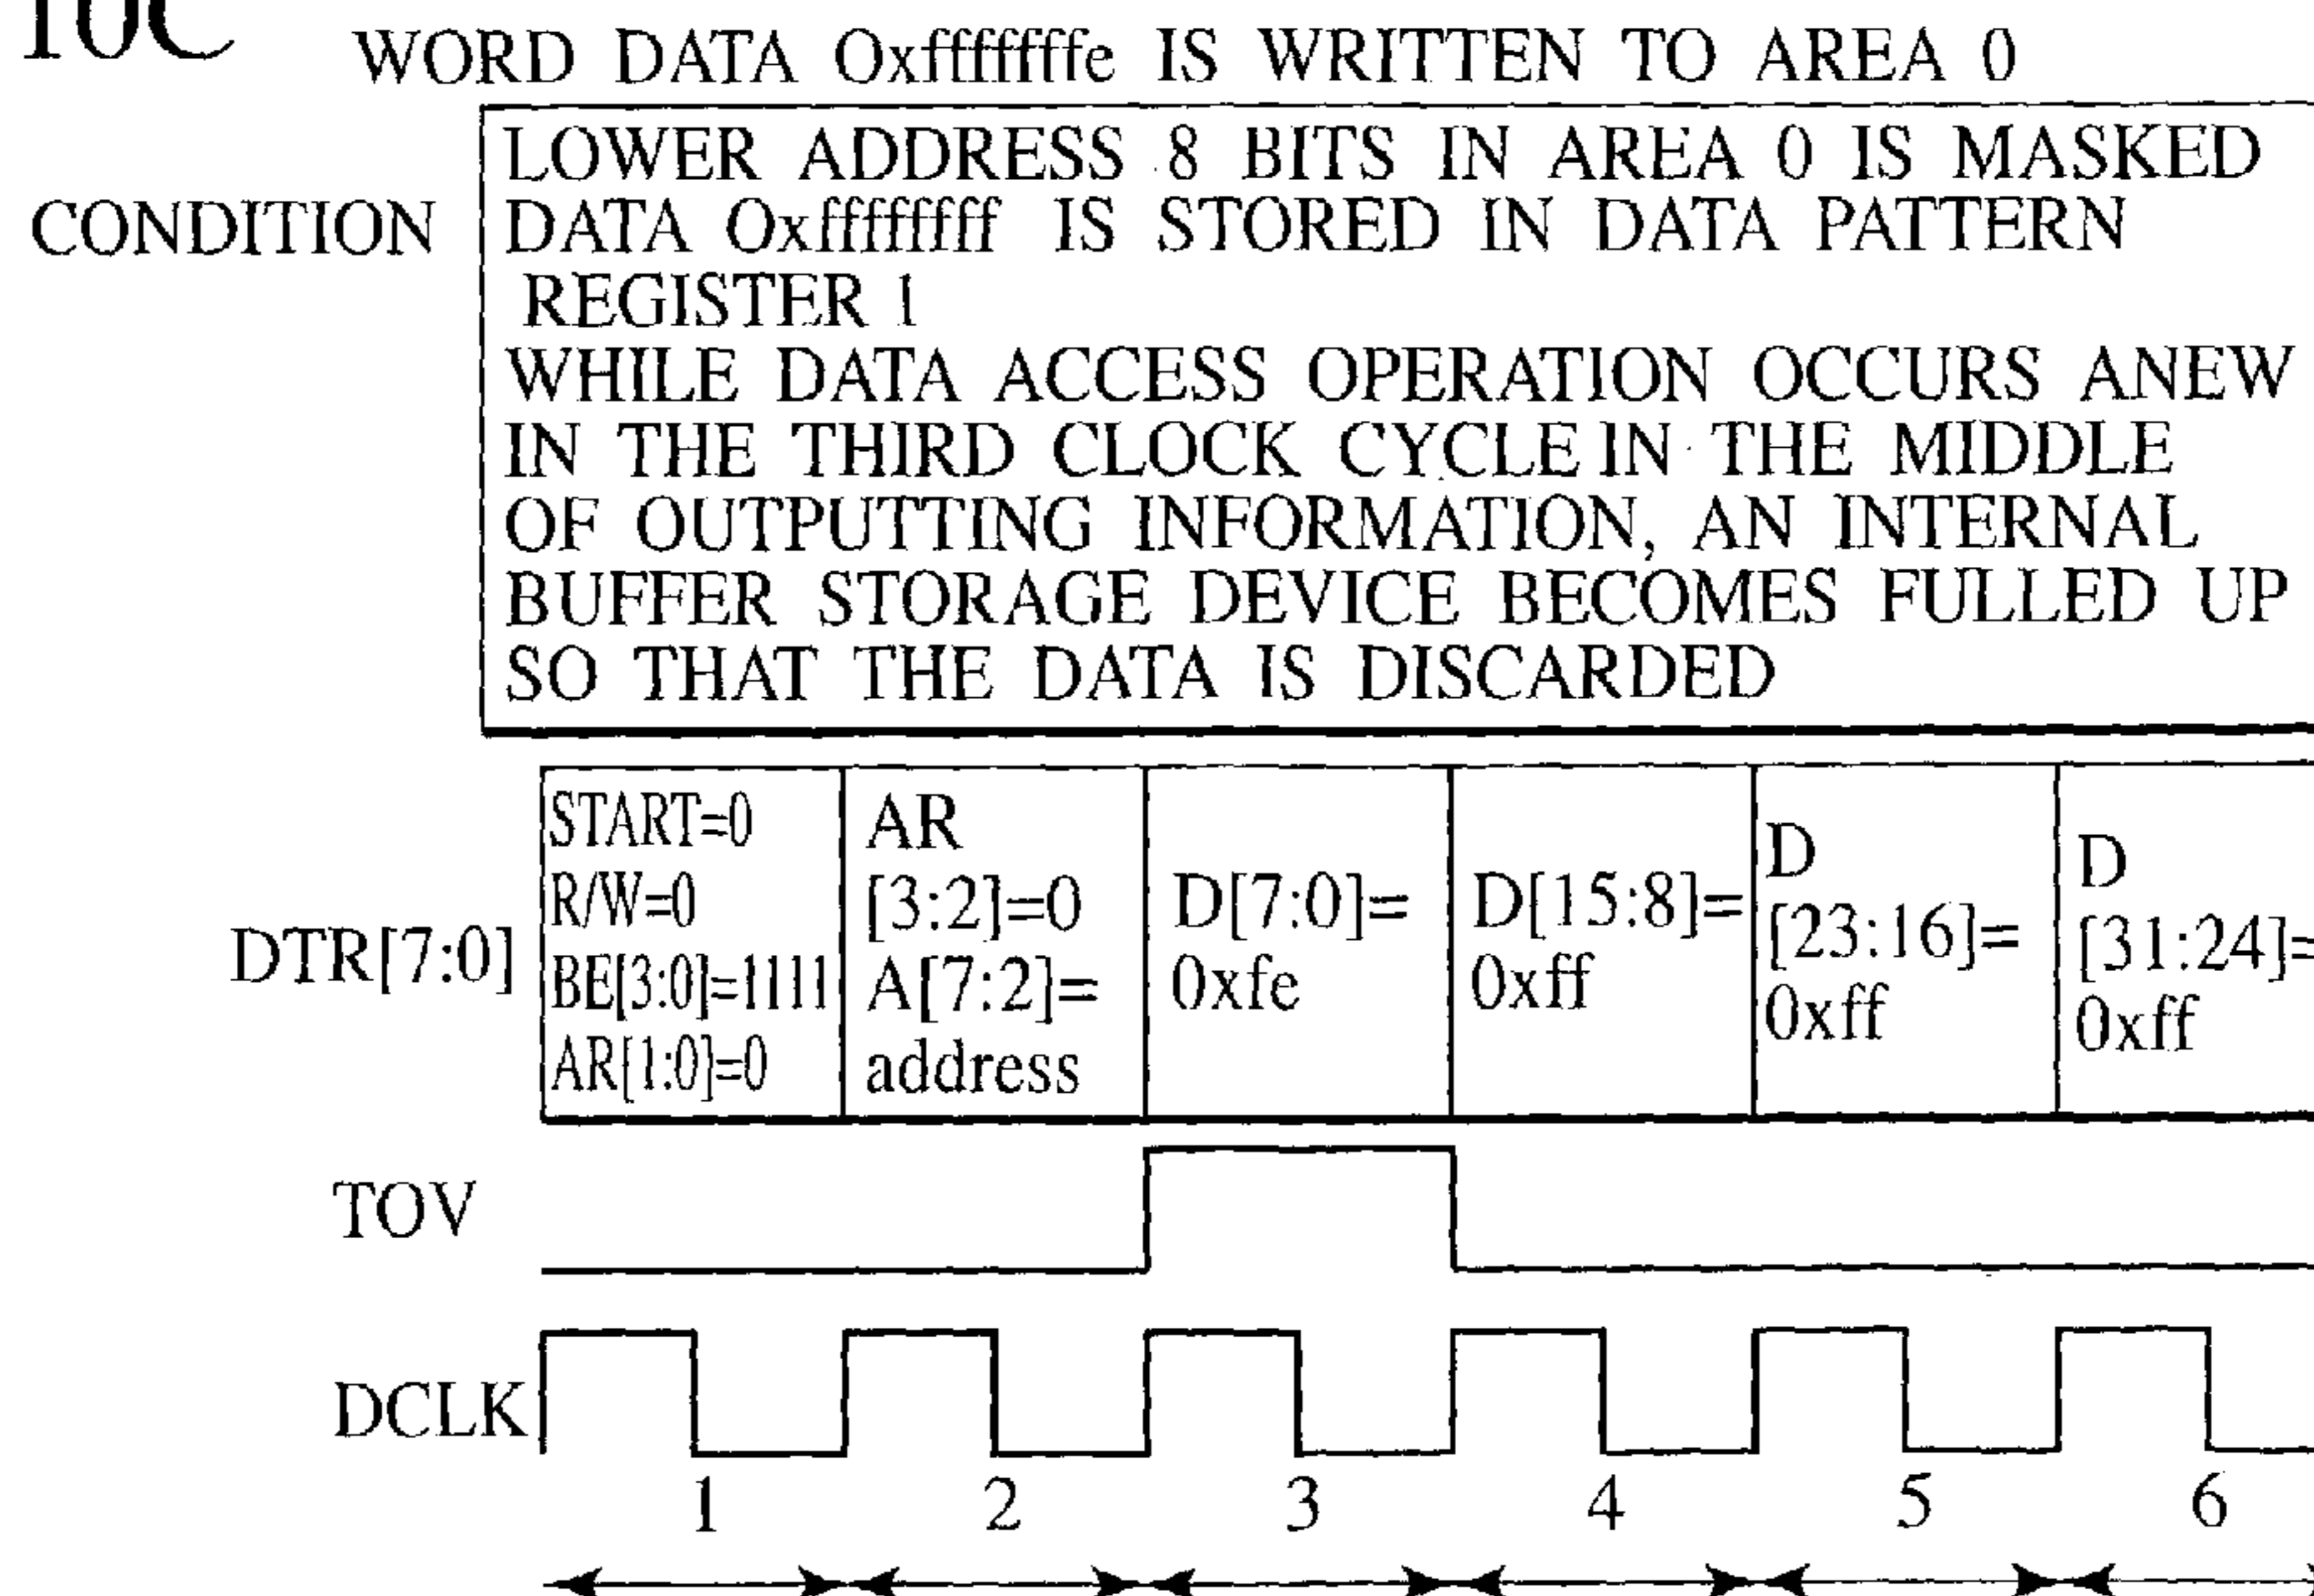 10C
WORD DATA 0xfffffffe IS WRITTEN TO AREA 0
CONDITION
LOWER ADDRESS 8 BITS IN AREA 0 IS MASKED
DATA 0xffffffff IS STORED IN DATA PATTERN
REGISTER 1
WHILE DATA ACCESS OPERATION OCCURS ANEW
IN THE THIRD CLOCK CYCLE IN THE MIDDLE
OF OUTPUTTING INFORMATION, AN INTERNAL
BUFFER STORAGE DEVICE BECOMES FULLED UP
SO THAT THE DATA IS DISCARDED
DTR[7:0]
START=0
R/W=0
BE[3:0]=1111
AR[1:0]=0
AR
[3:2]=0
A[7:2]=
address
D[7:0]=
0xfe
D[15:8]=
0xff
D
[23:16]=
0xff
D
[31:24]=
0xff
TOV
DCLK
1 2 3 4 5 6